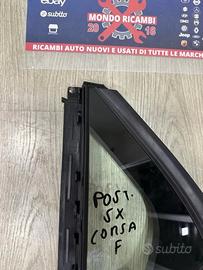 ebay
subito
MONDO RICAMBI
20 18
RICAMBI AUTO NUOVI E USATI DI TUTTE LE MARCHE
POST.
SX
CORSA
F
subito